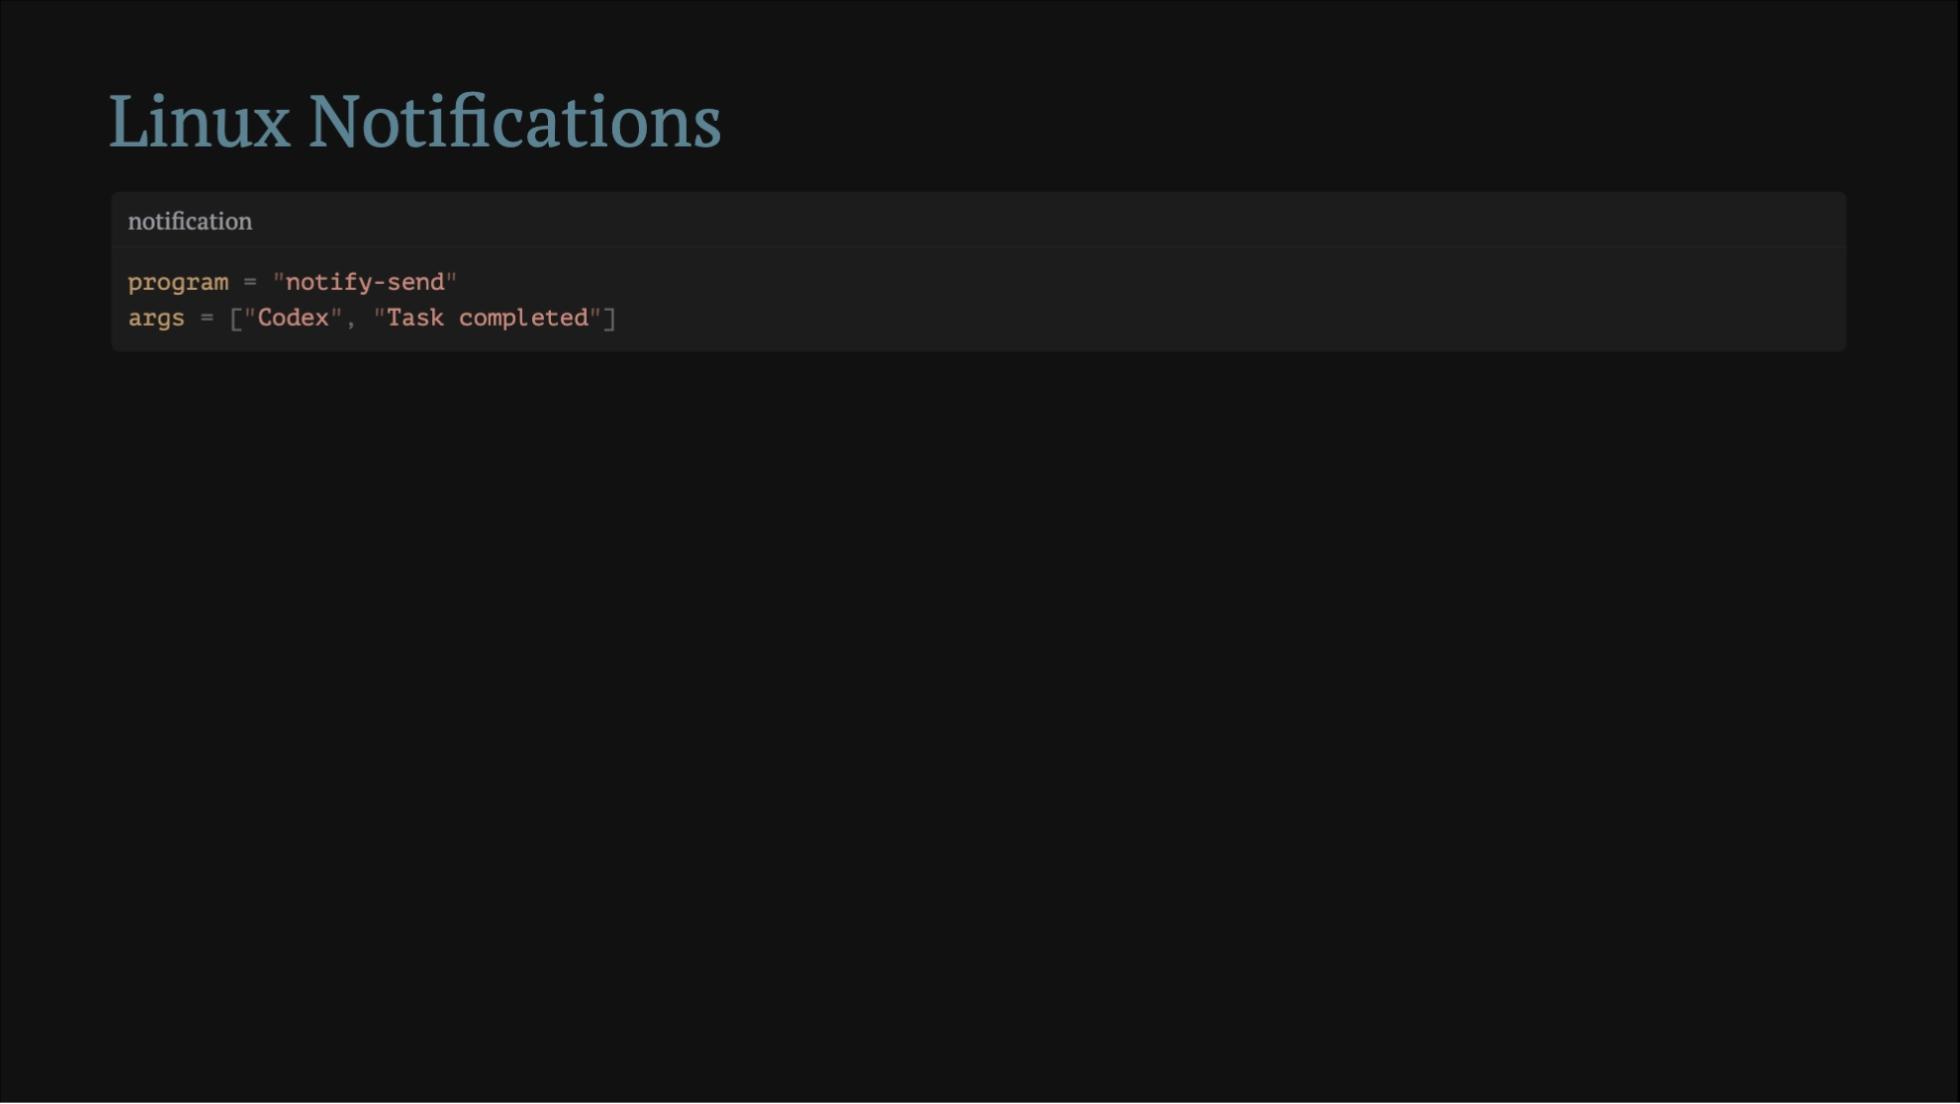 Linux Notifications
notification
program = "notify-send"
args = ["Codex", "Task completed"]